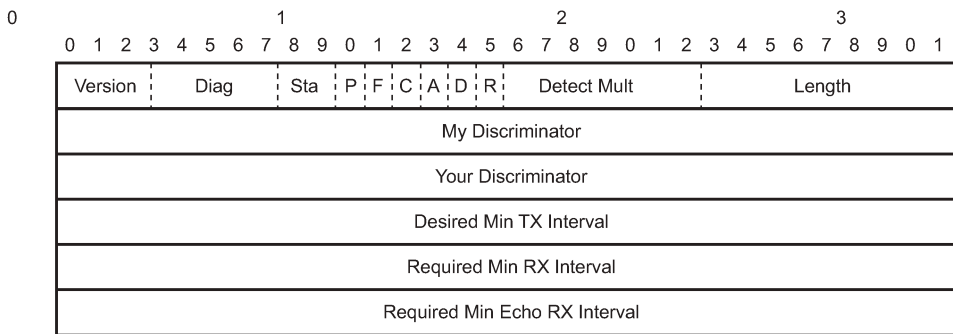 0 1 2 3
0 1 2 3 4 5 6 7 8 9 0 1 2 3 4 5 6 7 8 9 0 1 2 3 4 5 6 7 8 9 0 1
Version Diag Sta P F C A D R Detect Mult Length
My Discriminator
Your Discriminator
Desired Min TX Interval
Required Min RX Interval
Required Min Echo RX Interval